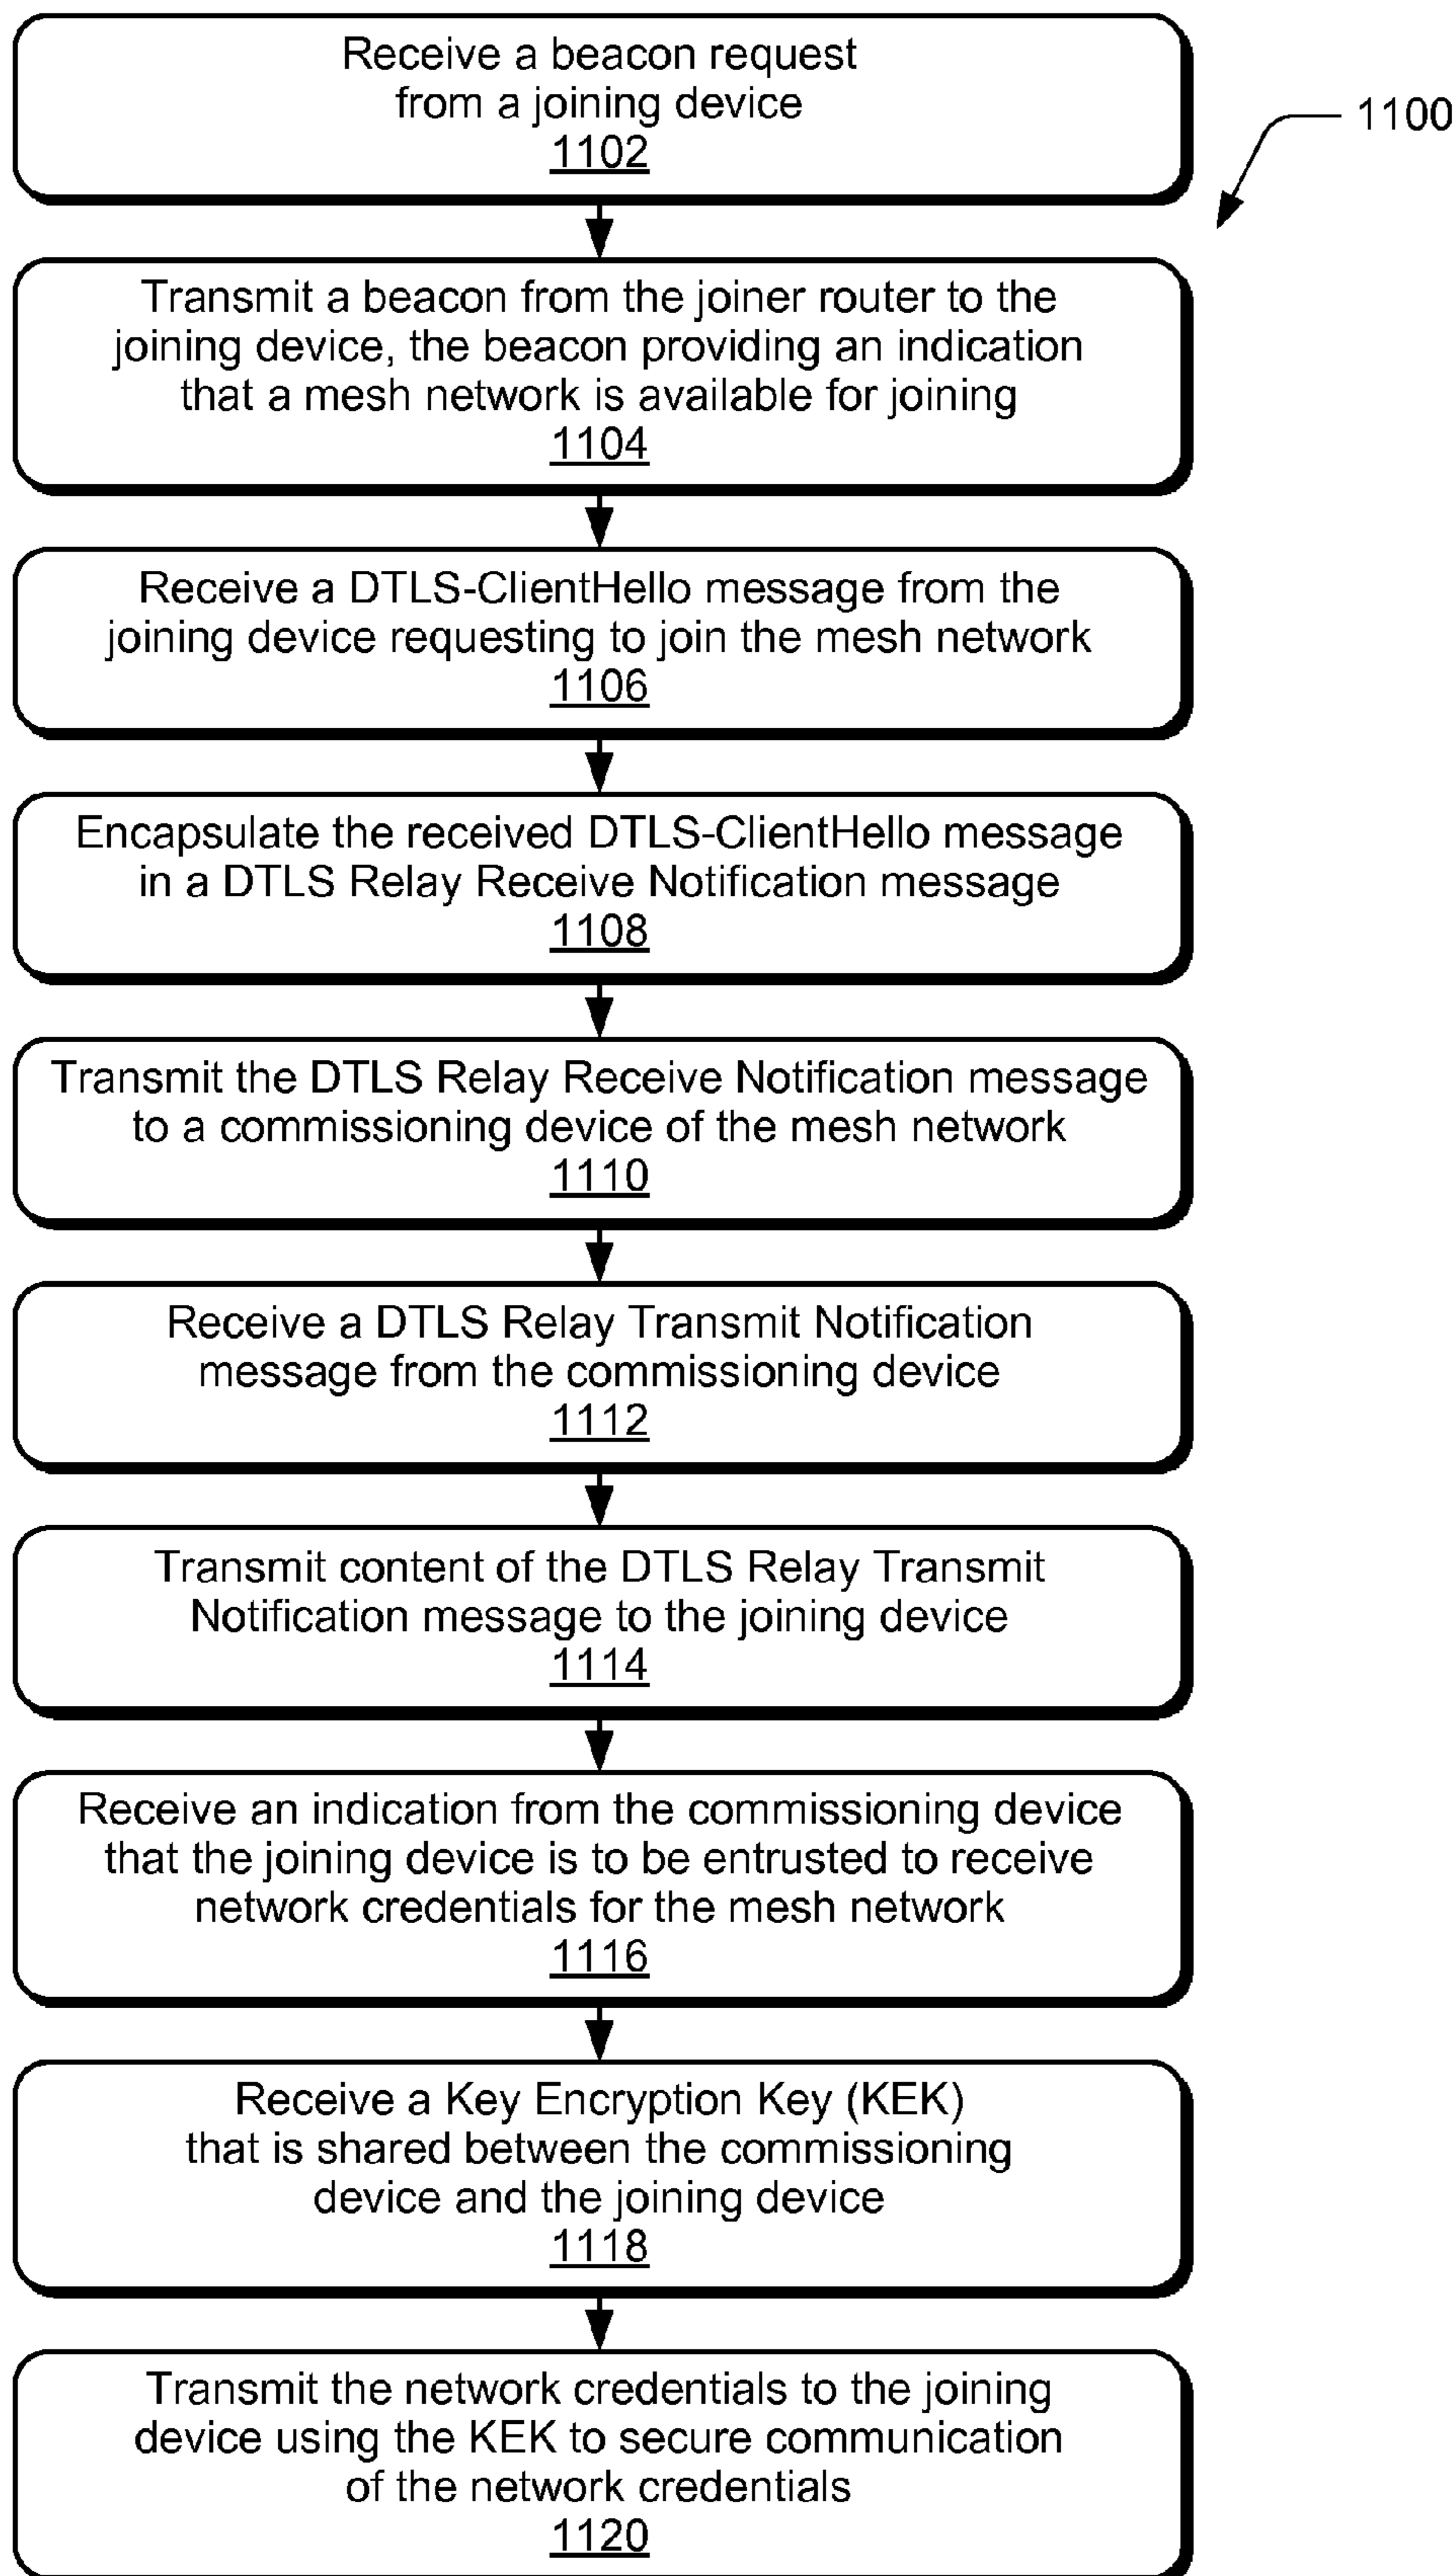 Receive a beacon request
from a joining device
1102
1100
Transmit a beacon from the joiner router to the
joining device, the beacon providing an indication
that a mesh network is available for joining
1104
Receive a DTLS-ClientHello message from the
joining device requesting to join the mesh network
1106
Encapsulate the received DTLS-ClientHello message
in a DTLS Relay Receive Notification message
1108
Transmit the DTLS Relay Receive Notification message
to a commissioning device of the mesh network
1110
Receive a DTLS Relay Transmit Notification
message from the commissioning device
1112
Transmit content of the DTLS Relay Transmit
Notification message to the joining device
1114
Receive an indication from the commissioning device
that the joining device is to be entrusted to receive
network credentials for the mesh network
1116
Receive a Key Encryption Key (KEK)
that is shared between the commissioning
device and the joining device
1118
Transmit the network credentials to the joining
device using the KEK to secure communication
of the network credentials
1120